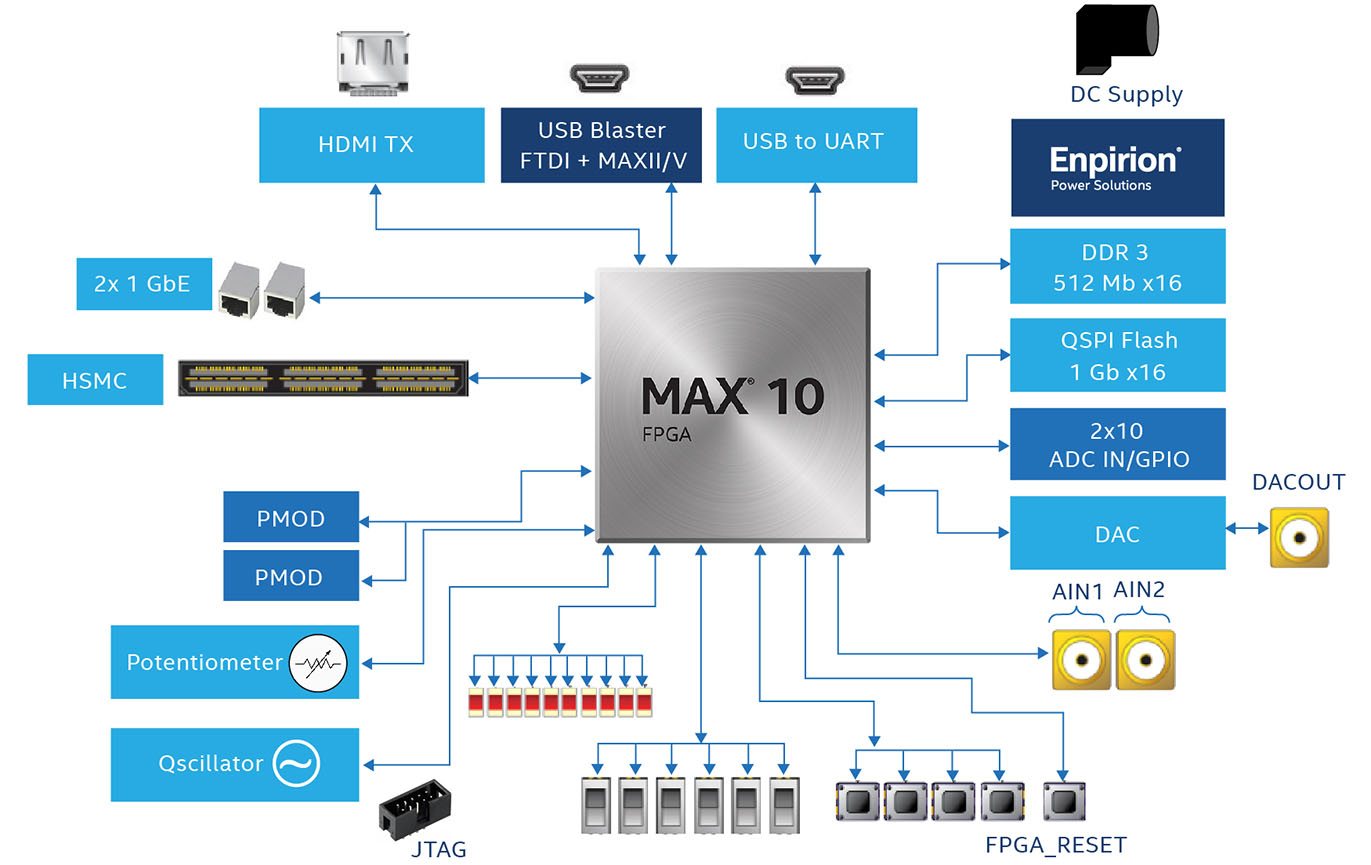 DC Supply
HDMI TX
USB Blaster
FTDI + MAXII/V
USB to UART
Enpirion®
Power Solutions
2x 1 GbE
DDR 3
512 Mb x16
HSMC
QSPI Flash
1 Gb x16
MAX® 10
FPGA
2x10
ADC IN/GPIO
DACOUT
PMOD
DAC
PMOD
AIN1 AIN2
Potentiometer
Qscillator
JTAG
FPGA_RESET